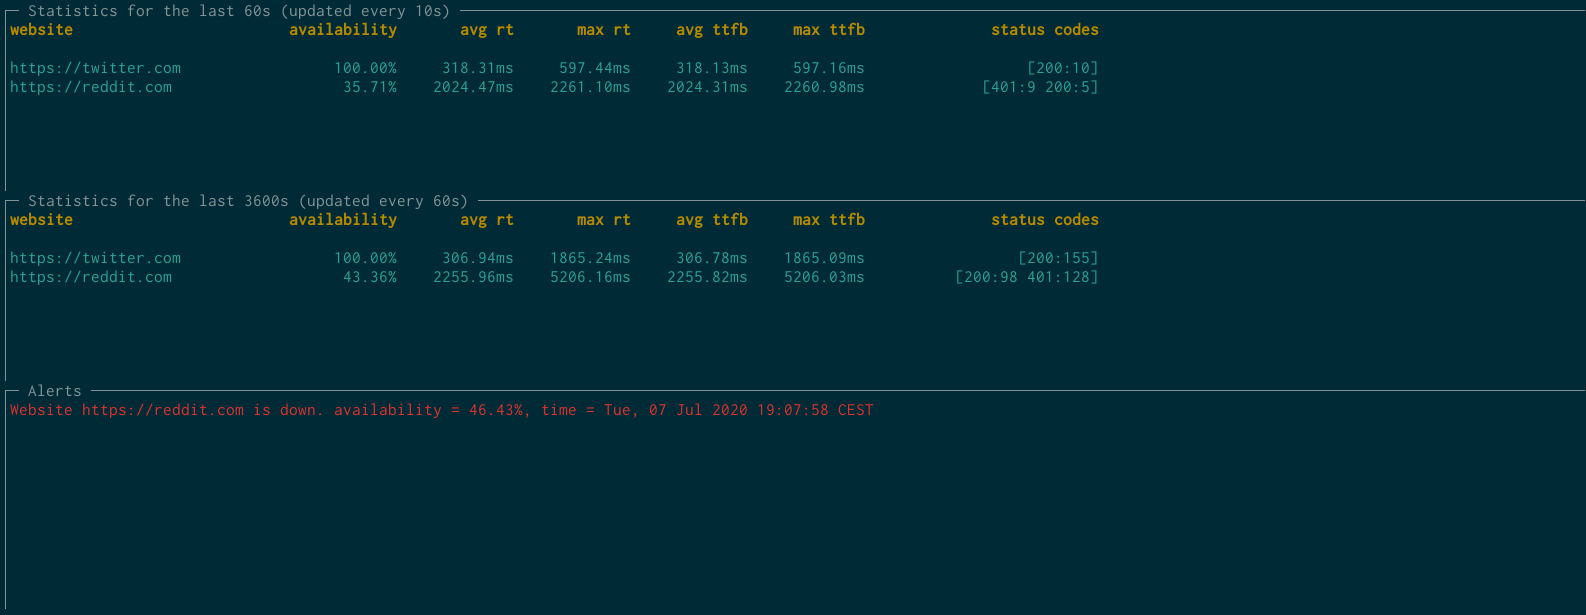 Statistics for the last 60s (updated every 10s)
website availability avg rt max rt avg ttfb max ttfb status codes
https://twitter.com 100.00% 318.31ms 597.44ms 318.13ms 597.16ms [200:10]
https://reddit.com 35.71% 2024.47ms 2261.10ms 2024.31ms 2260.98ms [401:9 200:5]
Statistics for the last 3600s (updated every 60s)
website availability avg rt max rt avg ttfb max ttfb status codes
https://twitter.com 100.00% 306.94ms 1865.24ms 306.78ms 1865.09ms [200:155]
https://reddit.com 43.36% 2255.96ms 5206.16ms 2255.82ms 5206.03ms [200:98 401:128]
Alerts
Website https://reddit.com is down. availability = 46.43%, time = Tue, 07 Jul 2020 19:07:58 CEST